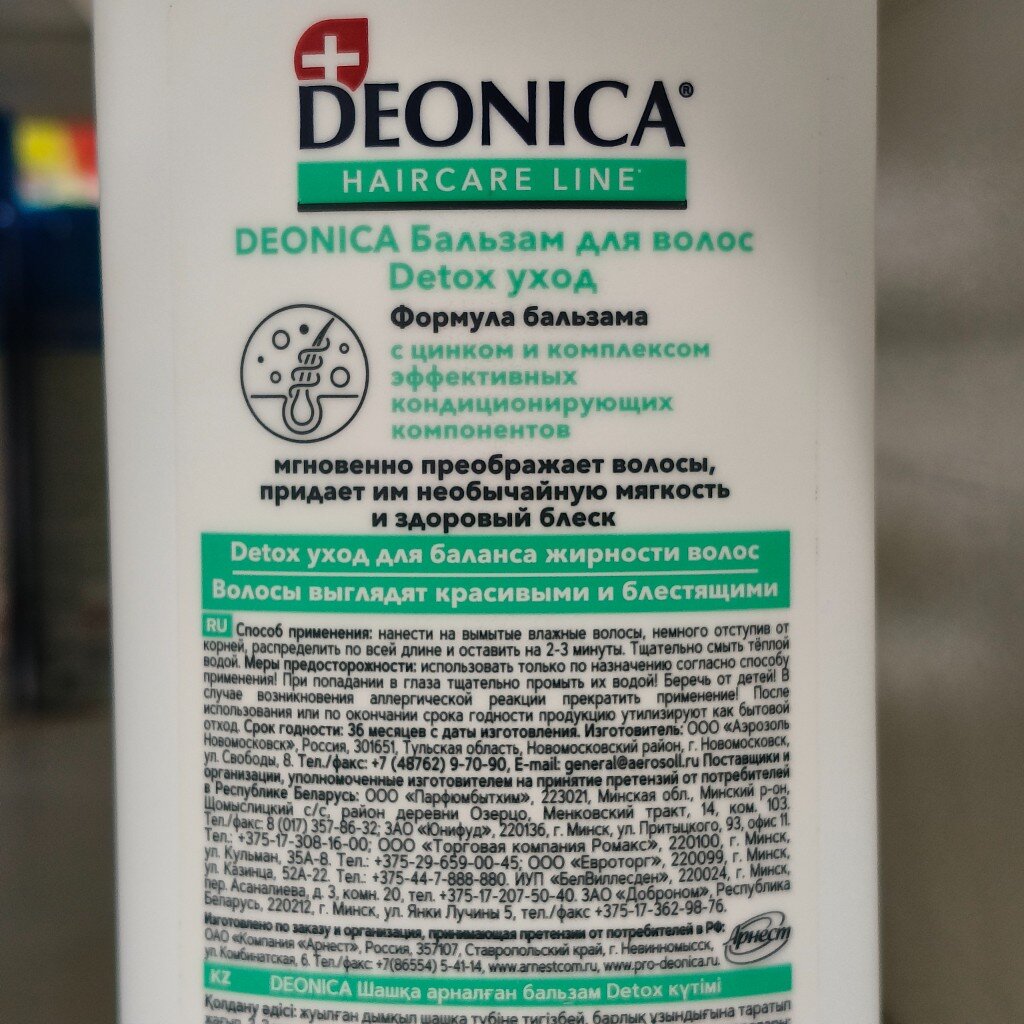 DEONICA®
HAIRCARE LINE
DEONICA Бальзам для волос
Detox уход
Формула бальзама
с цинком и комплексом
эффективных
кондиционирующих
компонентов
мгновенно преображает волосы,
придает им необычайную мягкость
и здоровый блеск
Detox уход для баланса жирности волос
Волосы выглядят красивыми и блестящими
RU Способ применения: нанести на вымытые влажные волосы, немного отступив от
корней, распределить по всей длине и оставить на 2-3 минуты. Тщательно смыть тёплой
водой. Меры предосторожности: использовать только по назначению согласно способу
применения! При попадании в глаза тщательно промыть их водой! Беречь от детей! В
случае возникновения аллергической реакции прекратить применение! После
использования или по окончании срока годности продукцию утилизируют как бытовой
отход. Срок годности: 36 месяцев с даты изготовления. Изготовитель: ООО «Аэрозоль
Новомосковск», Россия, 301651, Тульская область, Новомосковский район, г. Новомосковск,
ул. Свободы, 8. Тел./факс: +7 (48762) 9-70-90, E-mail: general@aerosoll.ru Поставщики и
организации, уполномоченные изготовителем на принятие претензий от потребителей
в Республике Беларусь: ООО «Парфюмбытхим», 223021, Минская обл., Минский р-он,
Щомыслицкий с/с, район деревни Озерцо, Менковский тракт, 14, ком. 103.
Тел./факс: 8 (017) 357-86-32; ЗАО «Юнифуд», 220136, г. Минск, ул. Притыцкого, 93, офис 11.
Тел.: +375-17-308-16-00; ООО «Торговая компания Ромакс», 220100, г. Минск,
ул. Кульман, 35А-8. Тел.: +375-29-659-00-45; ООО «Евроторг», 220099, г. Минск,
ул. Казинца, 52А-22. Тел.: +375-44-7-888-880. ИУП «БелВиллесден», 220024, г. Минск,
пер. Асаналиева, д. 3, комн. 20, тел. +375-17-207-50-40. ЗАО «Доброном», Республика
Беларусь, 220212, г. Минск, ул. Янки Лучины 5, тел./факс +375-17-362-98-76.
Изготовлено по заказу и организация, принимающая претензии от потребителей в РФ:
ОАО «Компания «Арнест», Россия, 357107, Ставропольский край, г. Невинномысск,
ул.Комбинатская, 6. Тел./факс: +7(86554) 5-41-14, www.arnestcom.ru, www.pro-deonica.ru.
Арнест
KZ DEONICA Шашқа арналған бальзам Detox күтімі
Қолдану әдісі: жуылған дымқыл шашқа түбіне тигізбей, барлық ұзындығына таратып